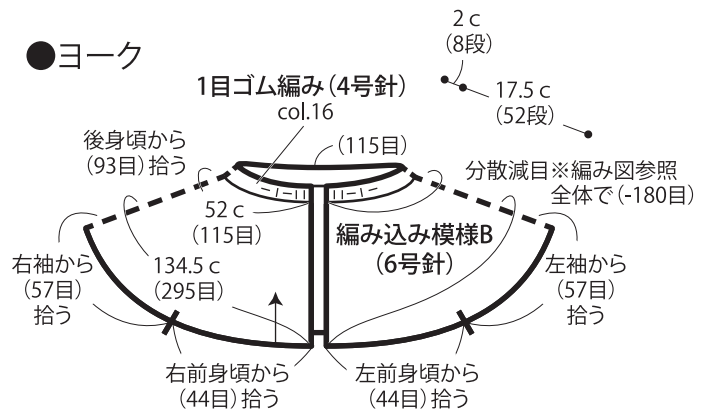 ●ヨーク
2c
(8段)
17.5c
(52段)
1目ゴム編み(4号針)
col.16
(115目)
後身頃から
(93目)拾う
分散減目※編み図参照
全体で(-180目)
52c
(115目)
編み込み模様B
(6号針)
右袖から
(57目)
拾う
134.5c
(295目)
左袖から
(57目)
拾う
右前身頃から
(44目)拾う
左前身頃から
(44目)拾う